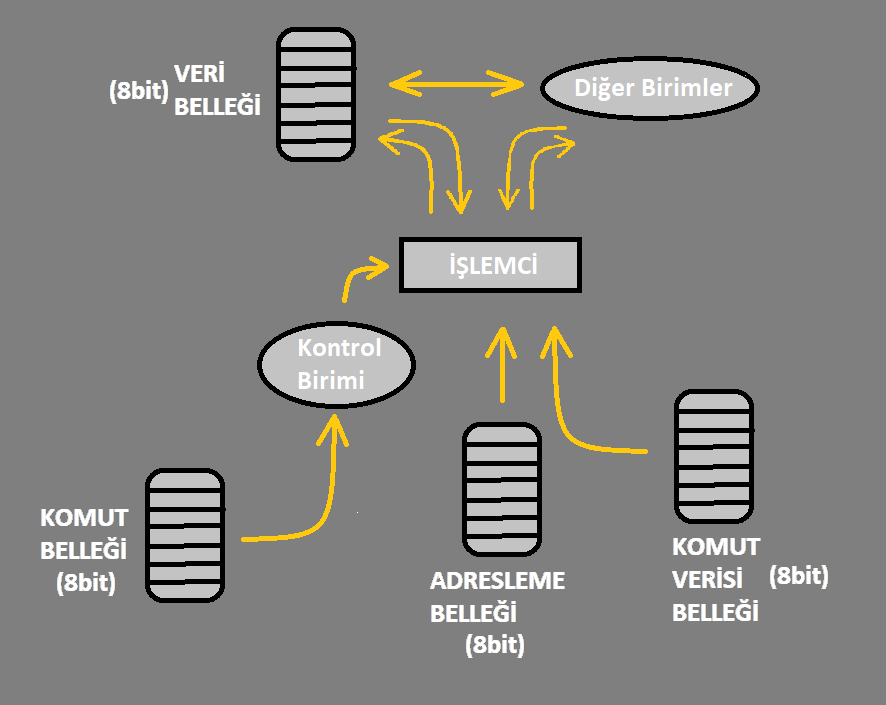 (8bit) VERİ
BELLEĞİ
Diğer Birimler
İŞLEMCİ
Kontrol
Birimi
KOMUT
BELLEĞİ
(8bit)
ADRESLEME
BELLEĞİ
(8bit)
KOMUT
VERİSİ (8bit)
BELLEĞİ